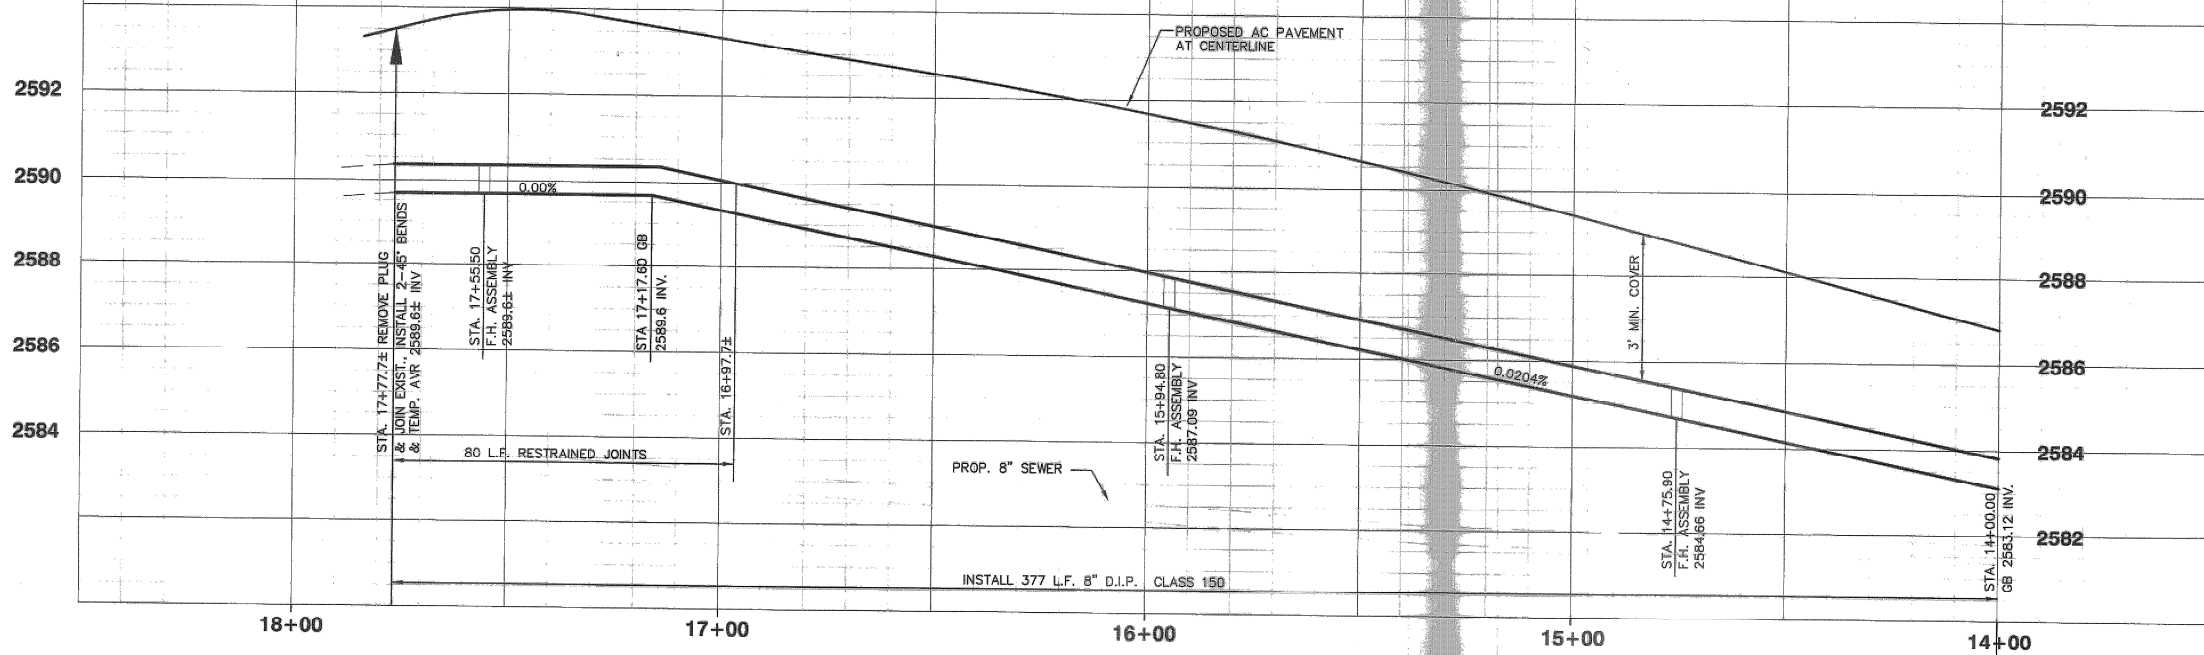 PROPOSED AC PAVEMENT
AT CENTERLINE
2592
2592
2590
2590
0.00%
2588
2588
2586
2586
2584
2584
2582
STA. 17+77.7± REMOVE PLUG
& JOIN EXIST., INSTALL 2-45° BENDS
& TEMP. AVR 2589.6± INV
STA. 17+55.50
F.H. ASSEMBLY
2589.6± INV
STA 17+17.60 GB
2589.6 INV.
STA. 16+97.7±
80 L.F. RESTRAINED JOINTS
PROP. 8" SEWER
STA. 15+94.80
F.H. ASSEMBLY
2587.09 INV
0.0204%
3' MIN. COVER
STA. 14+75.90
F.H. ASSEMBLY
2584.66 INV
STA. 14+00.00
GB 2583.12 INV.
INSTALL 377 L.F. 8" D.I.P. CLASS 150
18+00
17+00
16+00
15+00
14+00